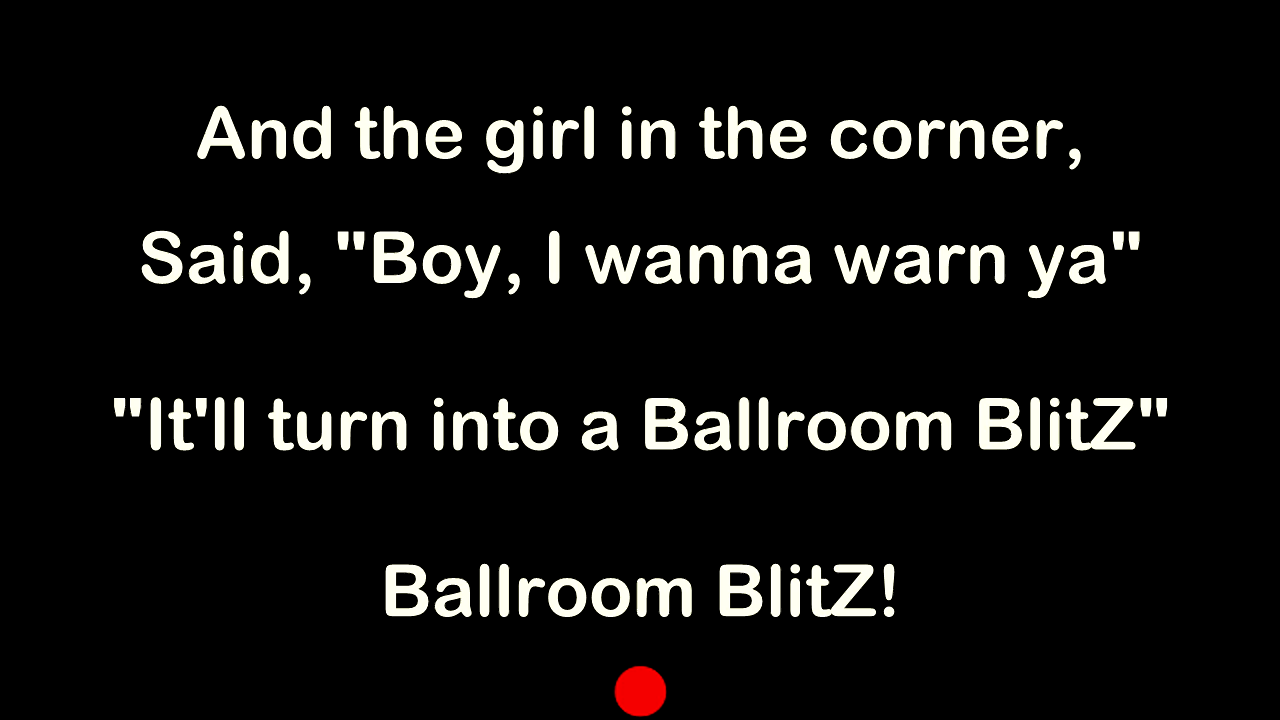 And the girl in the corner,
Said, "Boy, I wanna warn ya"
"It'll turn into a Ballroom BlitZ"
Ballroom BlitZ!